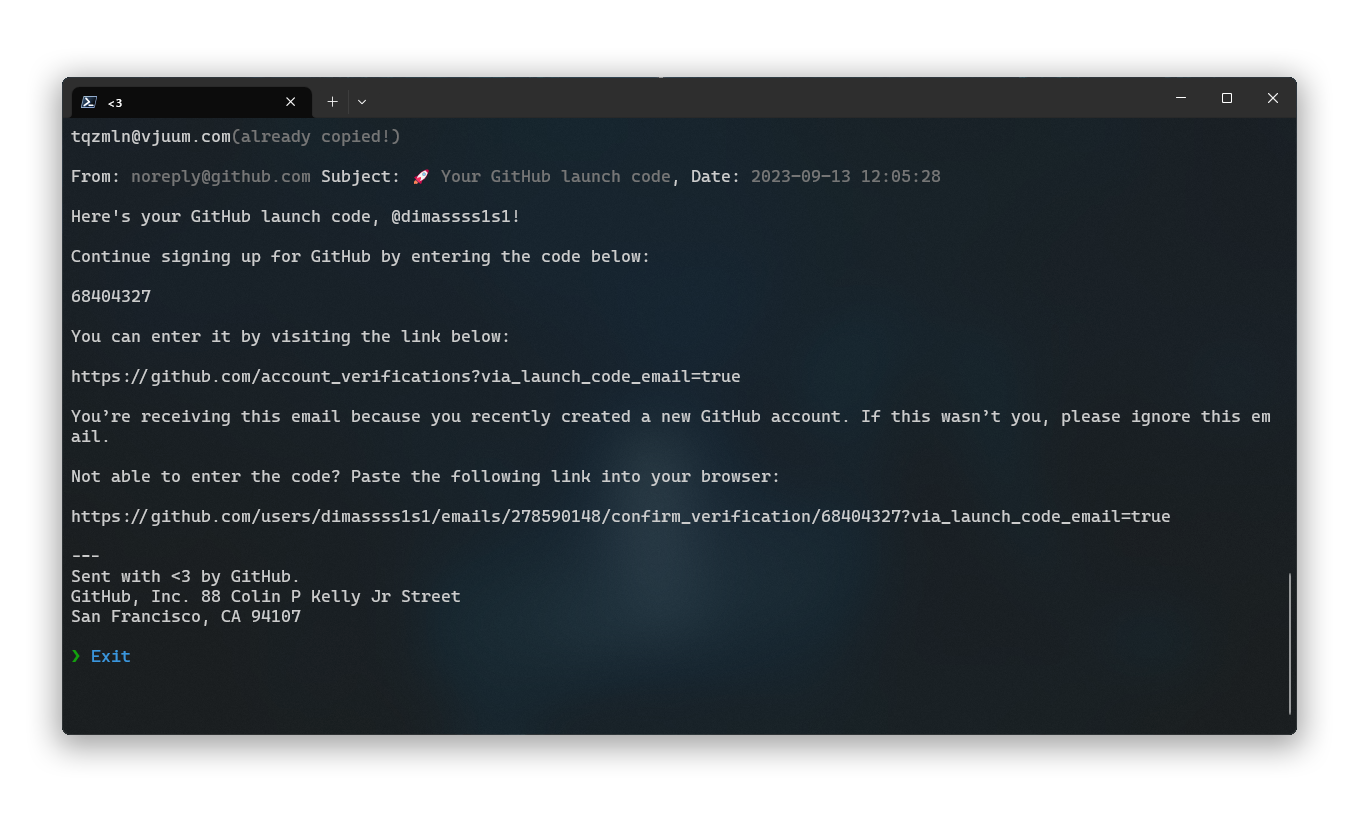 <3
tqzmln@vjuum.com(already copied!)
From: noreply@github.com Subject: 🚀 Your GitHub launch code, Date: 2023-09-13 12:05:28
Here's your GitHub launch code, @dimassss1s1!
Continue signing up for GitHub by entering the code below:
68404327
You can enter it by visiting the link below:
https://github.com/account_verifications?via_launch_code_email=true
You’re receiving this email because you recently created a new GitHub account. If this wasn’t you, please ignore this em
ail.
Not able to enter the code? Paste the following link into your browser:
https://github.com/users/dimassss1s1/emails/278590148/confirm_verification/68404327?via_launch_code_email=true
---
Sent with <3 by GitHub.
GitHub, Inc. 88 Colin P Kelly Jr Street
San Francisco, CA 94107
❯ Exit